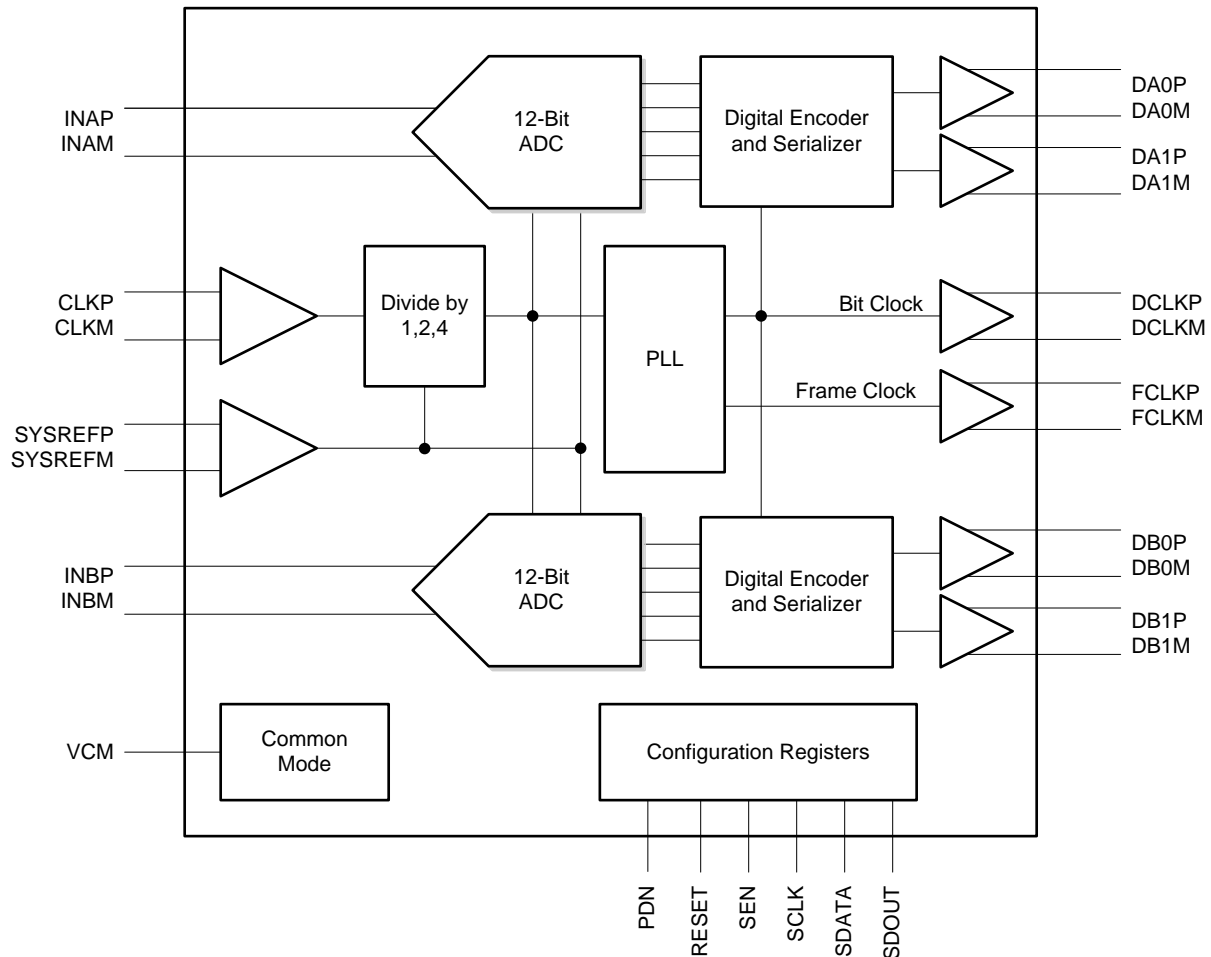 INAP
INAM
12-Bit
ADC
Digital Encoder
and Serializer
DA0P
DA0M
DA1P
DA1M
CLKP
CLKM
Divide by
1,2,4
PLL
Bit Clock
DCLKP
DCLKM
Frame Clock
FCLKP
FCLKM
SYSREFP
SYSREFM
INBP
INBM
12-Bit
ADC
Digital Encoder
and Serializer
DB0P
DB0M
DB1P
DB1M
VCM
Common
Mode
Configuration Registers
PDN
RESET
SEN
SCLK
SDATA
SDOUT